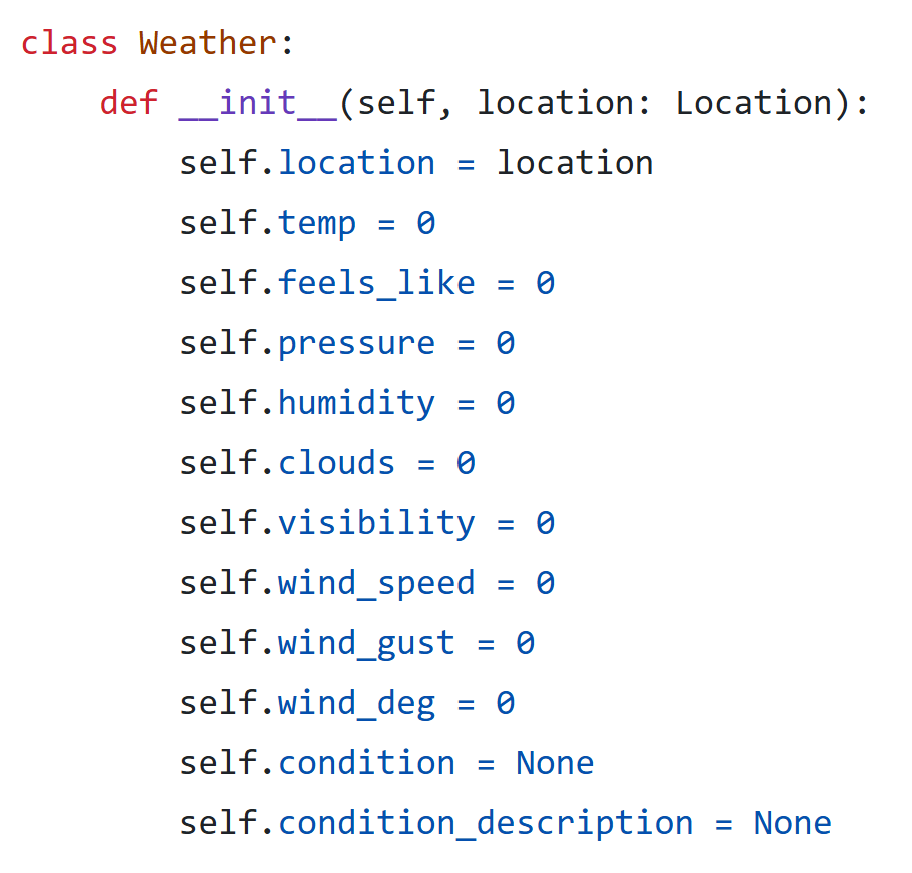 class Weather:
    def __init__(self, location: Location):
        self.location = location
        self.temp = 0
        self.feels_like = 0
        self.pressure = 0
        self.humidity = 0
        self.clouds = 0
        self.visibility = 0
        self.wind_speed = 0
        self.wind_gust = 0
        self.wind_deg = 0
        self.condition = None
        self.condition_description = None